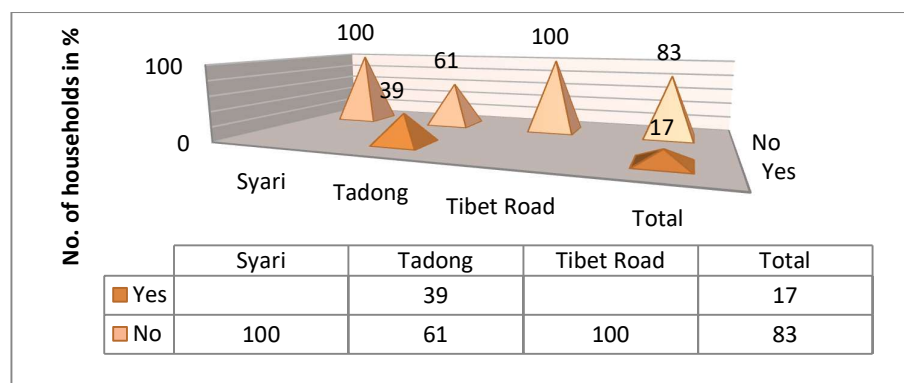 No. of households in %
100
0
100
39
61
100
83
17
No
Yes
Syari
Tadong
Tibet Road
Total
Syari Tadong Tibet Road Total
Yes 39 17
No 100 61 100 83